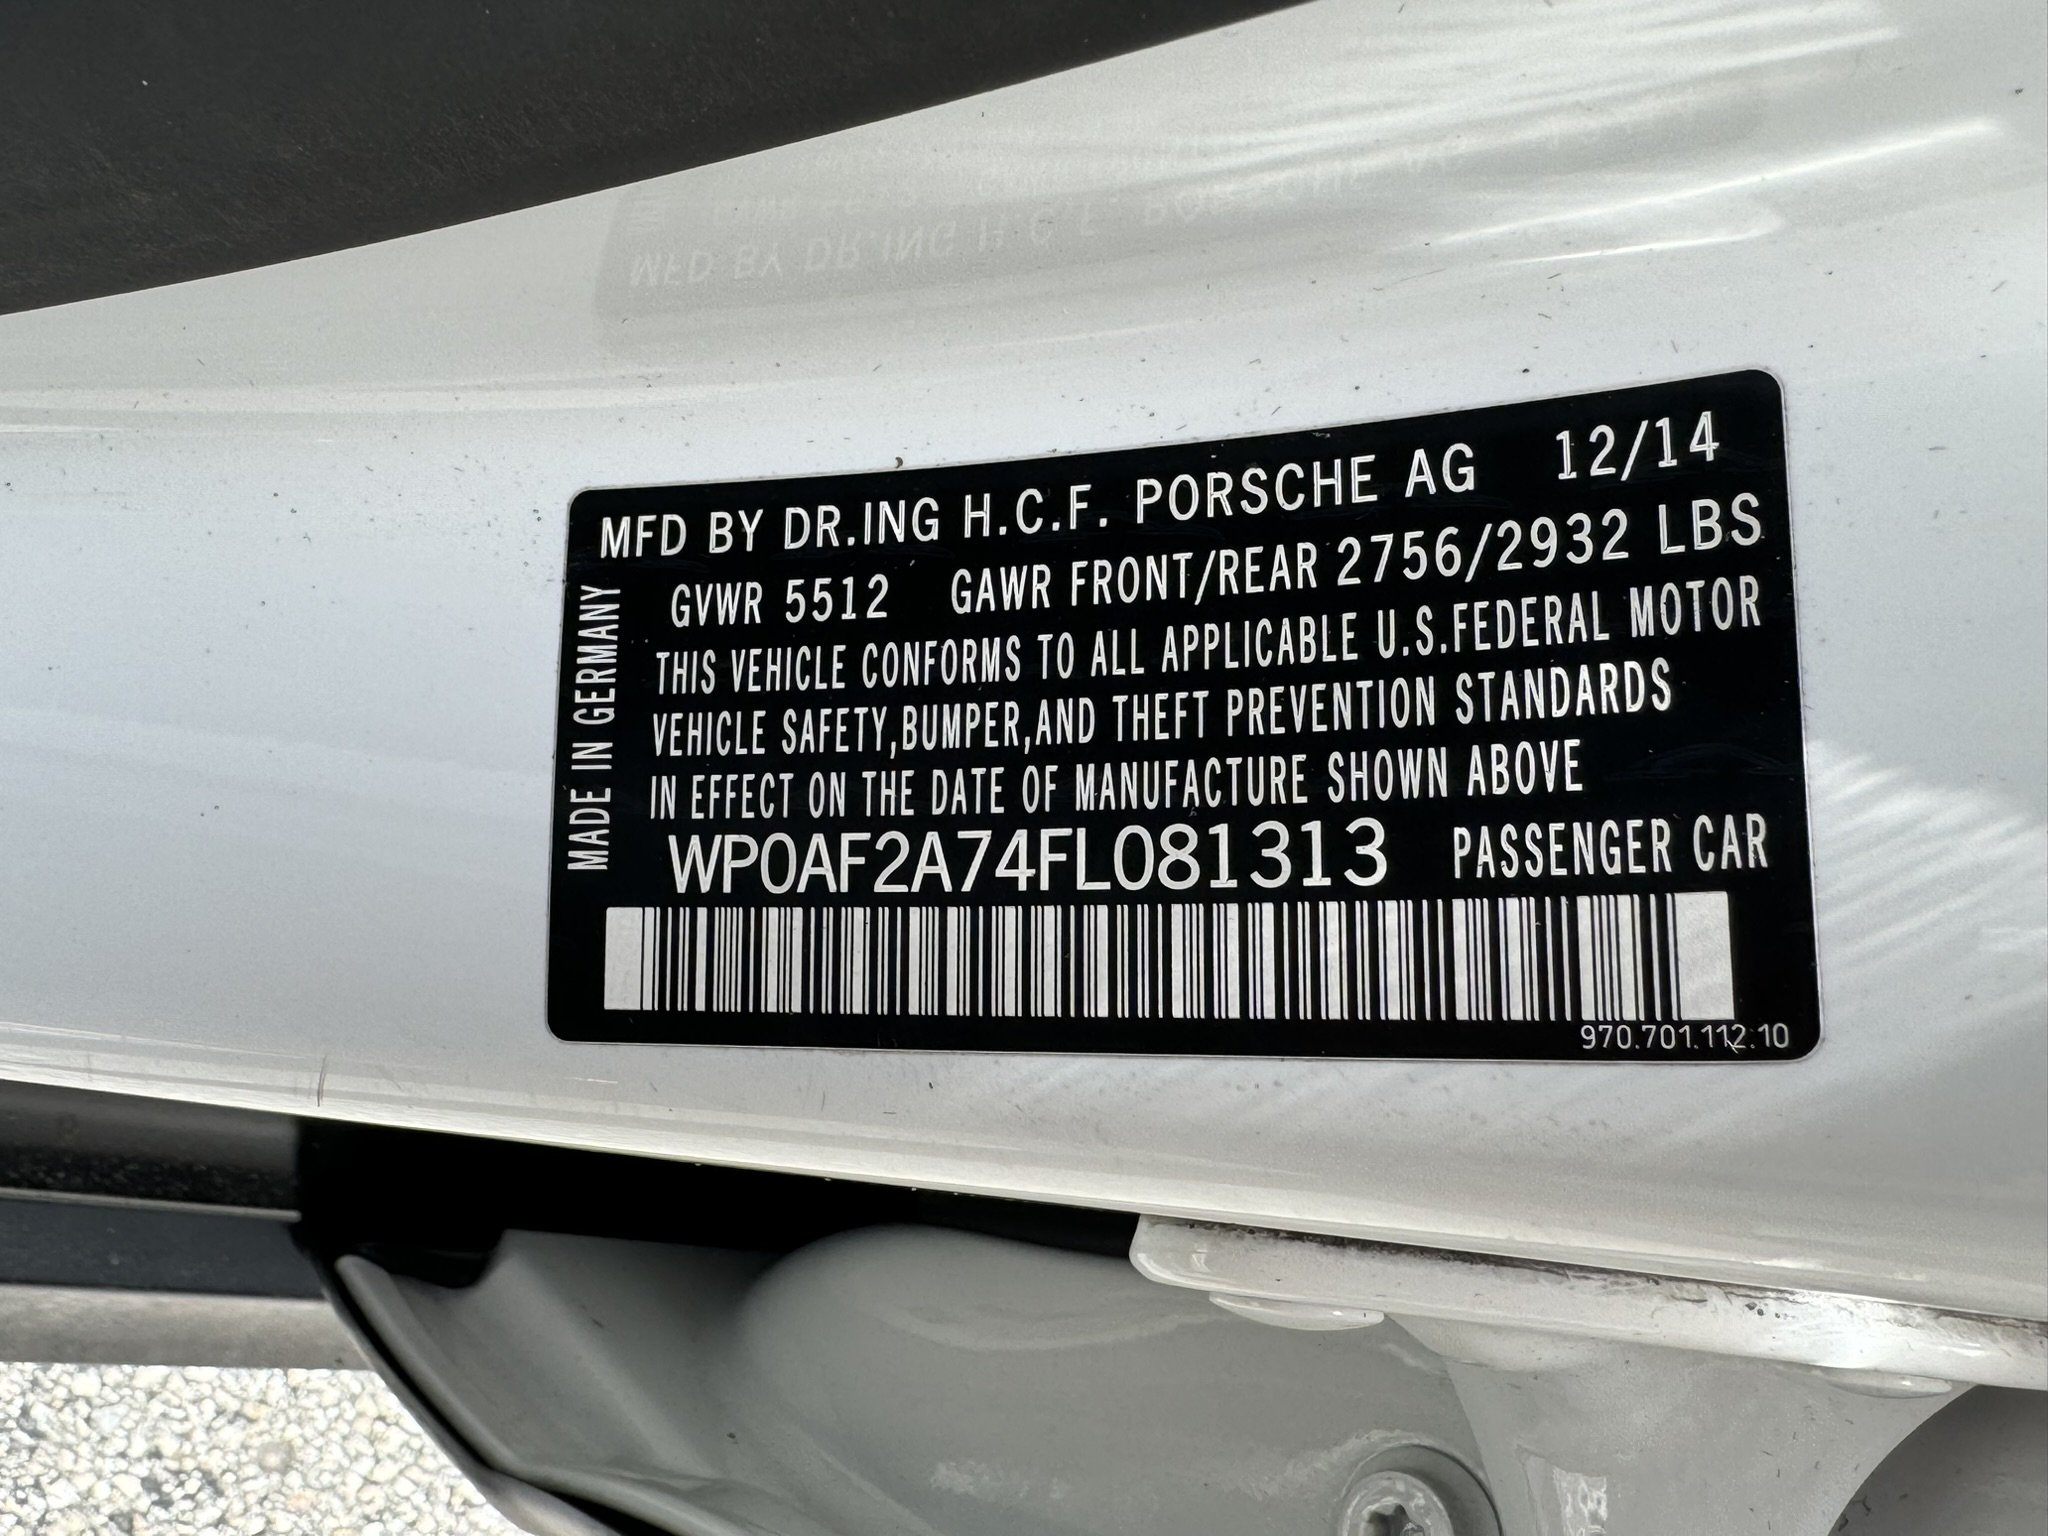 MFD BY DR.ING H.C.F. PORSCHE AG 12/14
GVWR 5512 GAWR FRONT/REAR 2756/2932 LBS
THIS VEHICLE CONFORMS TO ALL APPLICABLE U.S.FEDERAL MOTOR
VEHICLE SAFETY,BUMPER,AND THEFT PREVENTION STANDARDS
IN EFFECT ON THE DATE OF MANUFACTURE SHOWN ABOVE
WP0AF2A74FL081313 PASSENGER CAR
MADE IN GERMANY
970.701.112.10